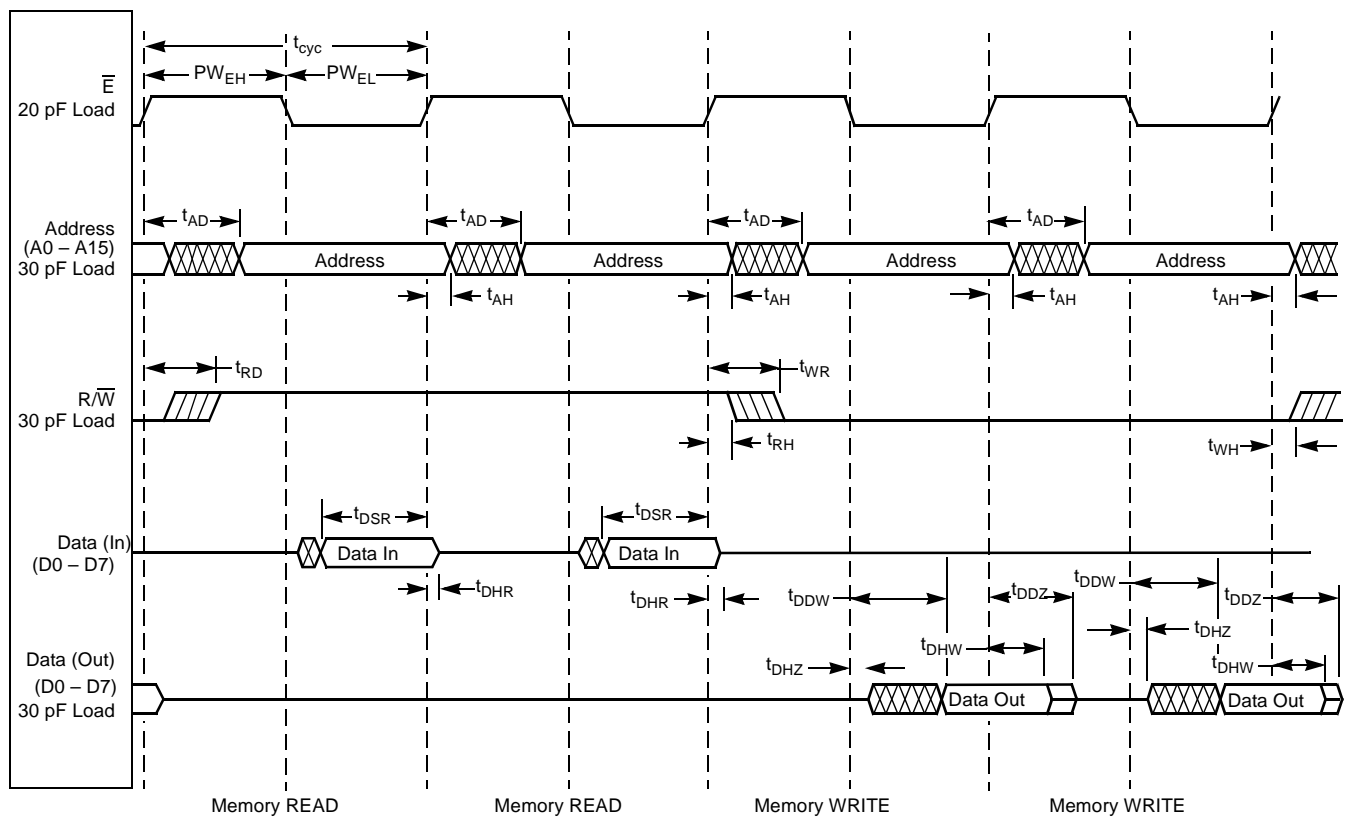 tcyc
PWEH PWEL
E̅
20 pF Load
tAD tAD tAD tAD
Address
(A0 – A15)
30 pF Load
Address Address Address Address
tAH tAH tAH tAH tAH
tRD tWR
R/W̅
30 pF Load
tRH tWH
tDSR tDSR
Data (In)
(D0 – D7)
Data In Data In
tDHR tDHR tDDW tDDZ tDDW tDDZ
tDHZ tDHW tDHZ tDHW
Data (Out)
(D0 – D7)
30 pF Load
Data Out Data Out
Memory READ Memory READ Memory WRITE Memory WRITE